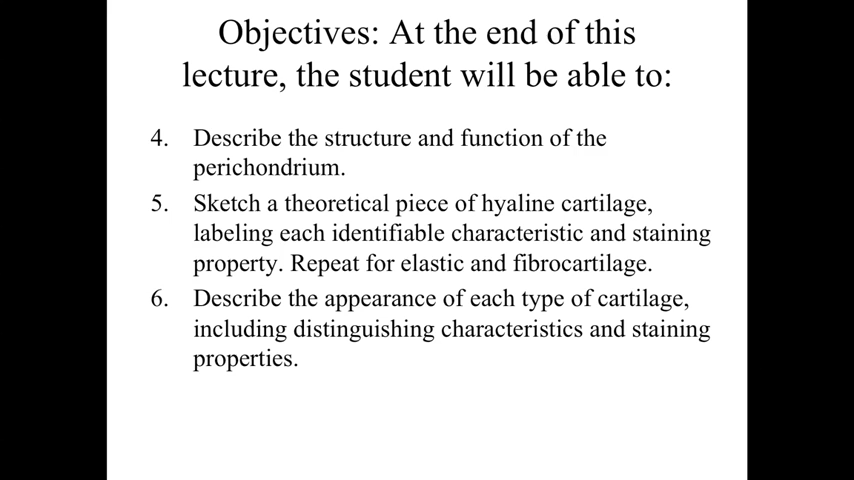 Objectives: At the end of this
lecture, the student will be able to:
4. Describe the structure and function of the
perichondrium.
5. Sketch a theoretical piece of hyaline cartilage,
labeling each identifiable characteristic and staining
property. Repeat for elastic and fibrocartilage.
6. Describe the appearance of each type of cartilage,
including distinguishing characteristics and staining
properties.